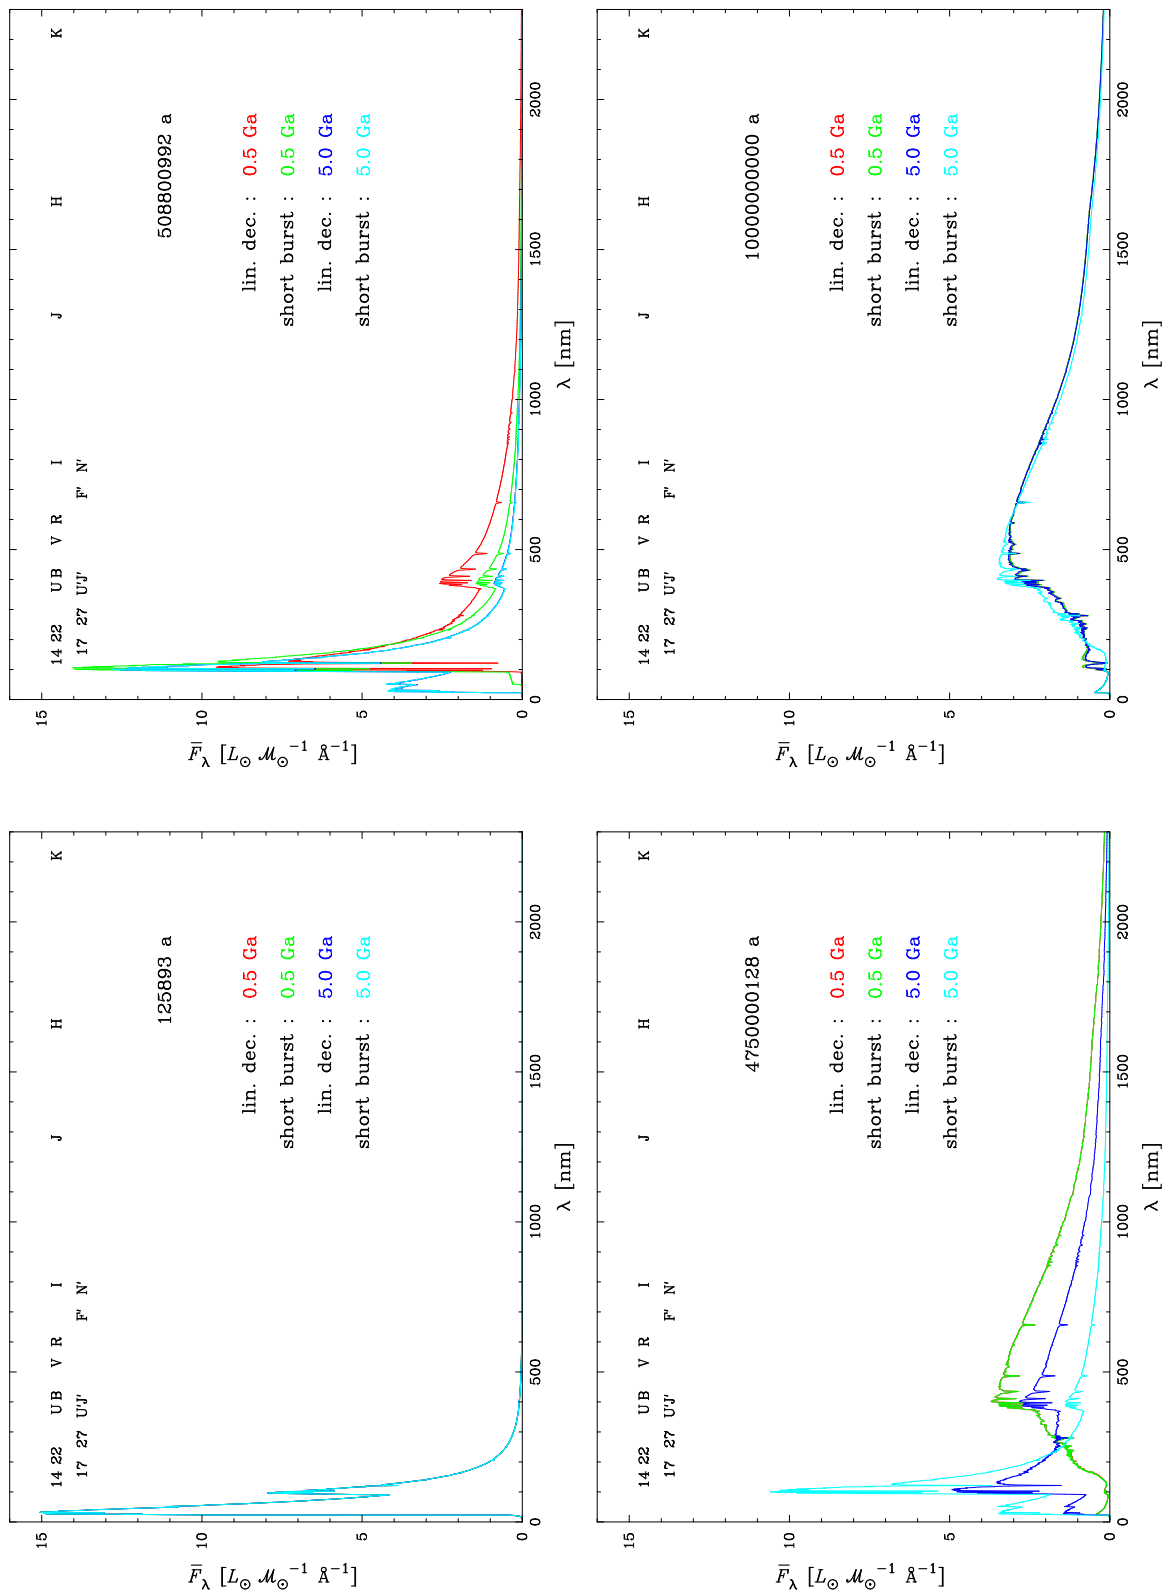 15
14 22 U B V R I J H K
17 27 U'J' F' N'
125893 a
10
F̅λ [L⊙ ℳ⊙⁻¹ Å⁻¹]
lin. dec. : 0.5 Ga
short burst : 0.5 Ga
lin. dec. : 5.0 Ga
short burst : 5.0 Ga
5
0
0 500 1000 1500 2000
λ [nm]
15
14 22 U B V R I J H K
17 27 U'J' F' N'
508800992 a
10
F̅λ [L⊙ ℳ⊙⁻¹ Å⁻¹]
lin. dec. : 0.5 Ga
short burst : 0.5 Ga
lin. dec. : 5.0 Ga
short burst : 5.0 Ga
5
0
0 500 1000 1500 2000
λ [nm]
15
14 22 U B V R I J H K
17 27 U'J' F' N'
4750000128 a
10
F̅λ [L⊙ ℳ⊙⁻¹ Å⁻¹]
lin. dec. : 0.5 Ga
short burst : 0.5 Ga
lin. dec. : 5.0 Ga
short burst : 5.0 Ga
5
0
0 500 1000 1500 2000
λ [nm]
15
14 22 U B V R I J H K
17 27 U'J' F' N'
10000000000 a
10
F̅λ [L⊙ ℳ⊙⁻¹ Å⁻¹]
lin. dec. : 0.5 Ga
short burst : 0.5 Ga
lin. dec. : 5.0 Ga
short burst : 5.0 Ga
5
0
0 500 1000 1500 2000
λ [nm]